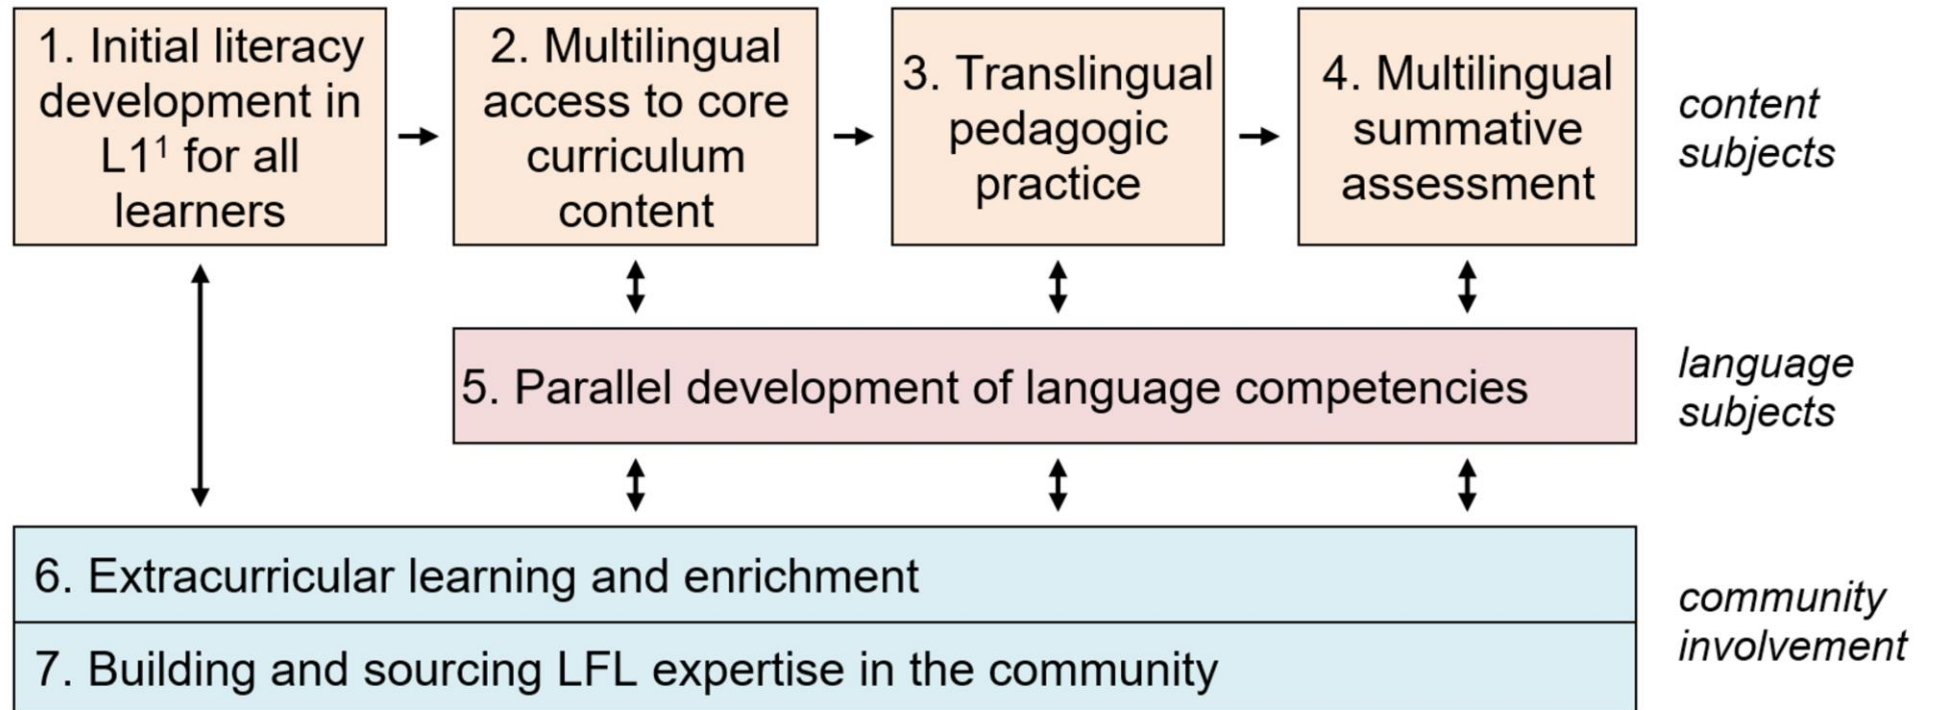 1. Initial literacy
development in
L1¹ for all
learners
2. Multilingual
access to core
curriculum
content
3. Translingual
pedagogic
practice
4. Multilingual
summative
assessment
content
subjects
5. Parallel development of language competencies
language
subjects
6. Extracurricular learning and enrichment
7. Building and sourcing LFL expertise in the community
community
involvement